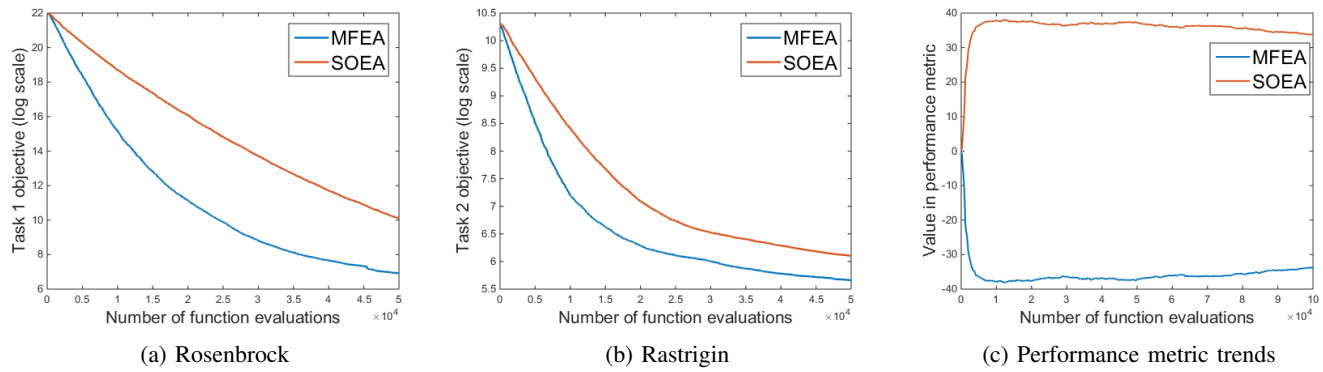 22
20
18
16
14
12
10
8
6
Task 1 objective (log scale)
MFEA
SOEA
0 0.5 1 1.5 2 2.5 3 3.5 4 4.5 5
Number of function evaluations
×10⁴
(a) Rosenbrock
10.5
10
9.5
9
8.5
8
7.5
7
6.5
6
5.5
Task 2 objective (log scale)
MFEA
SOEA
0 0.5 1 1.5 2 2.5 3 3.5 4 4.5 5
Number of function evaluations
×10⁴
(b) Rastrigin
40
30
20
10
0
-10
-20
-30
-40
Value in performance metric
MFEA
SOEA
0 1 2 3 4 5 6 7 8 9 10
Number of function evaluations
×10⁴
(c) Performance metric trends